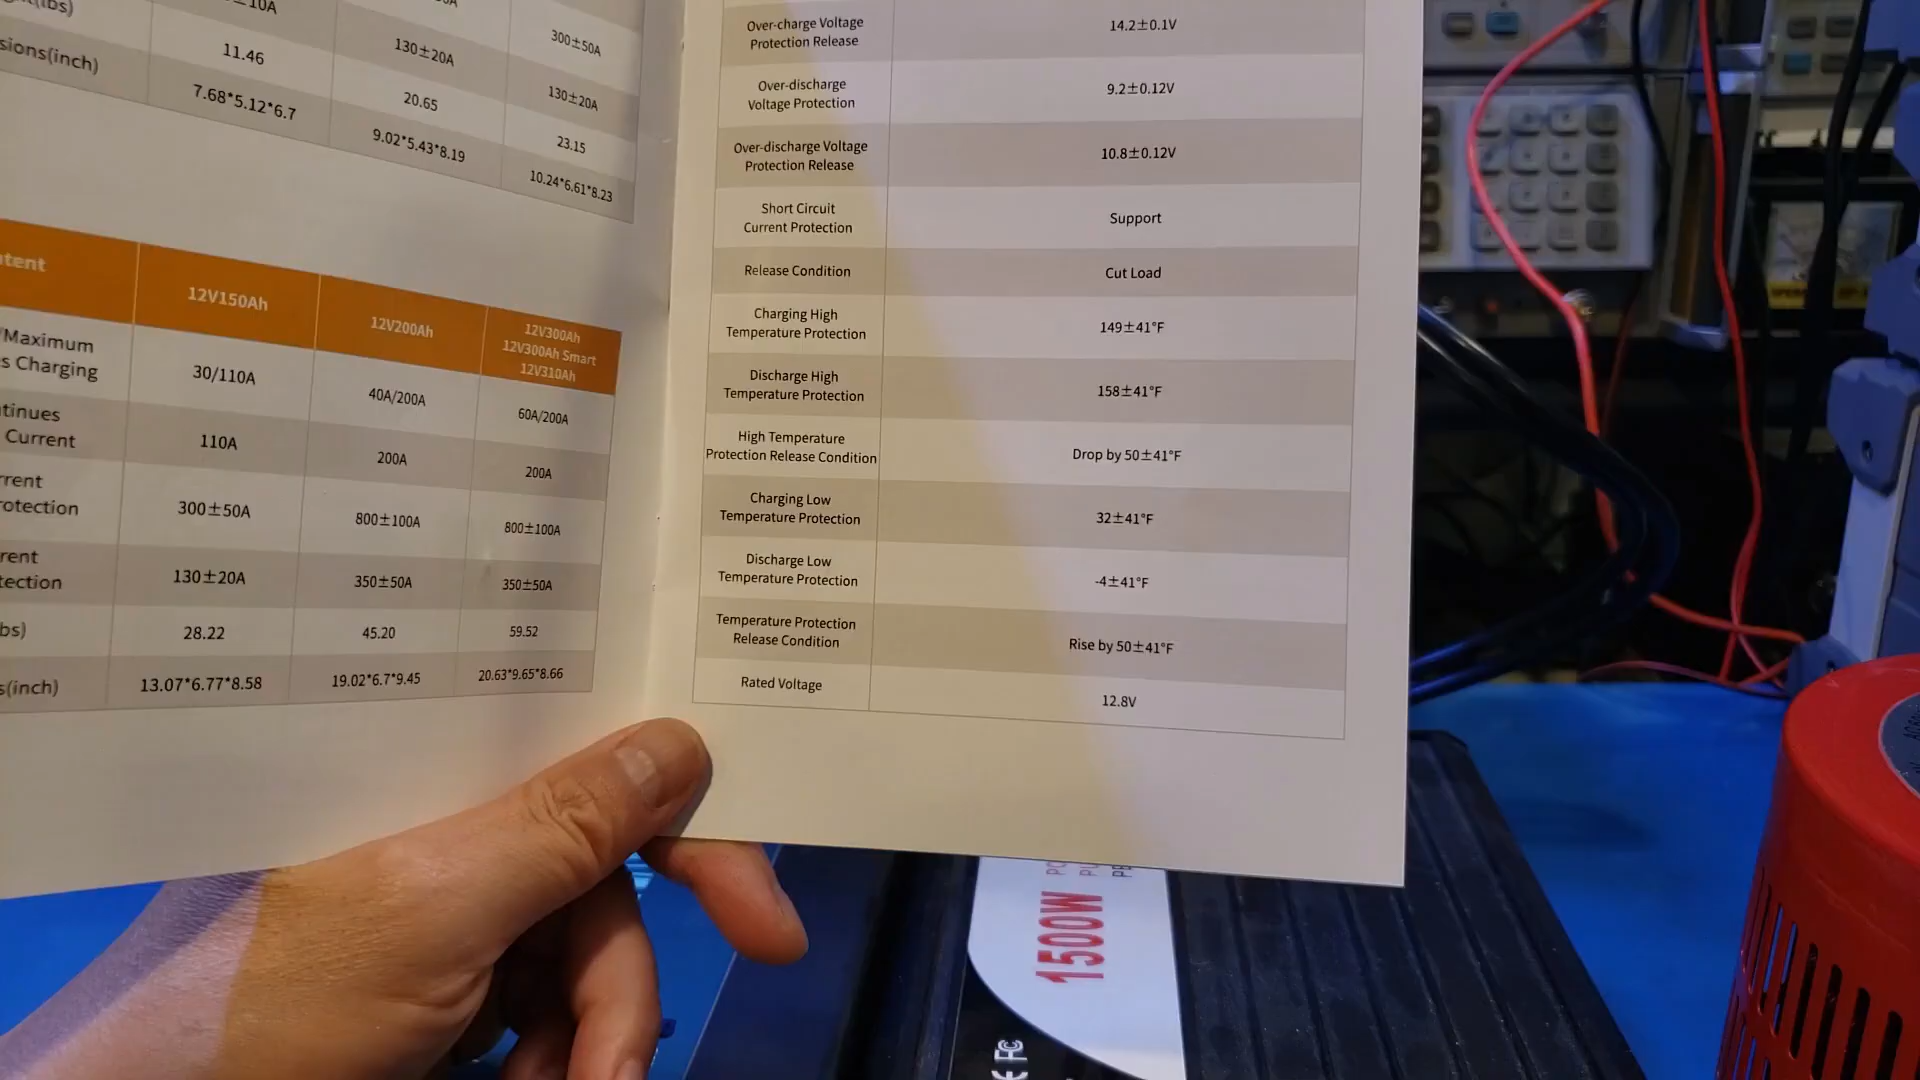 (lbs)
±10A
300±50A
sions(inch)
11.46
130±20A
130±20A
7.68*5.12*6.7
20.65
23.15
9.02*5.43*8.19
10.24*6.61*8.23
tent
12V150Ah
12V200Ah
12V300Ah
12V300Ah Smart
12V310Ah
/Maximum
s Charging
30/110A
40A/200A
60A/200A
tinues
Current
110A
200A
200A
rrent
otection
300±50A
800±100A
800±100A
rent
tection
130±20A
350±50A
350±50A
bs)
28.22
45.20
59.52
s(inch)
13.07*6.77*8.58
19.02*6.7*9.45
20.63*9.65*8.66
Over-charge Voltage
Protection Release
14.2±0.1V
Over-discharge
Voltage Protection
9.2±0.12V
Over-discharge Voltage
Protection Release
10.8±0.12V
Short Circuit
Current Protection
Support
Release Condition
Cut Load
Charging High
Temperature Protection
149±41°F
Discharge High
Temperature Protection
158±41°F
High Temperature
Protection Release Condition
Drop by 50±41°F
Charging Low
Temperature Protection
32±41°F
Discharge Low
Temperature Protection
-4±41°F
Temperature Protection
Release Condition
Rise by 50±41°F
Rated Voltage
12.8V
1500W
CE FC